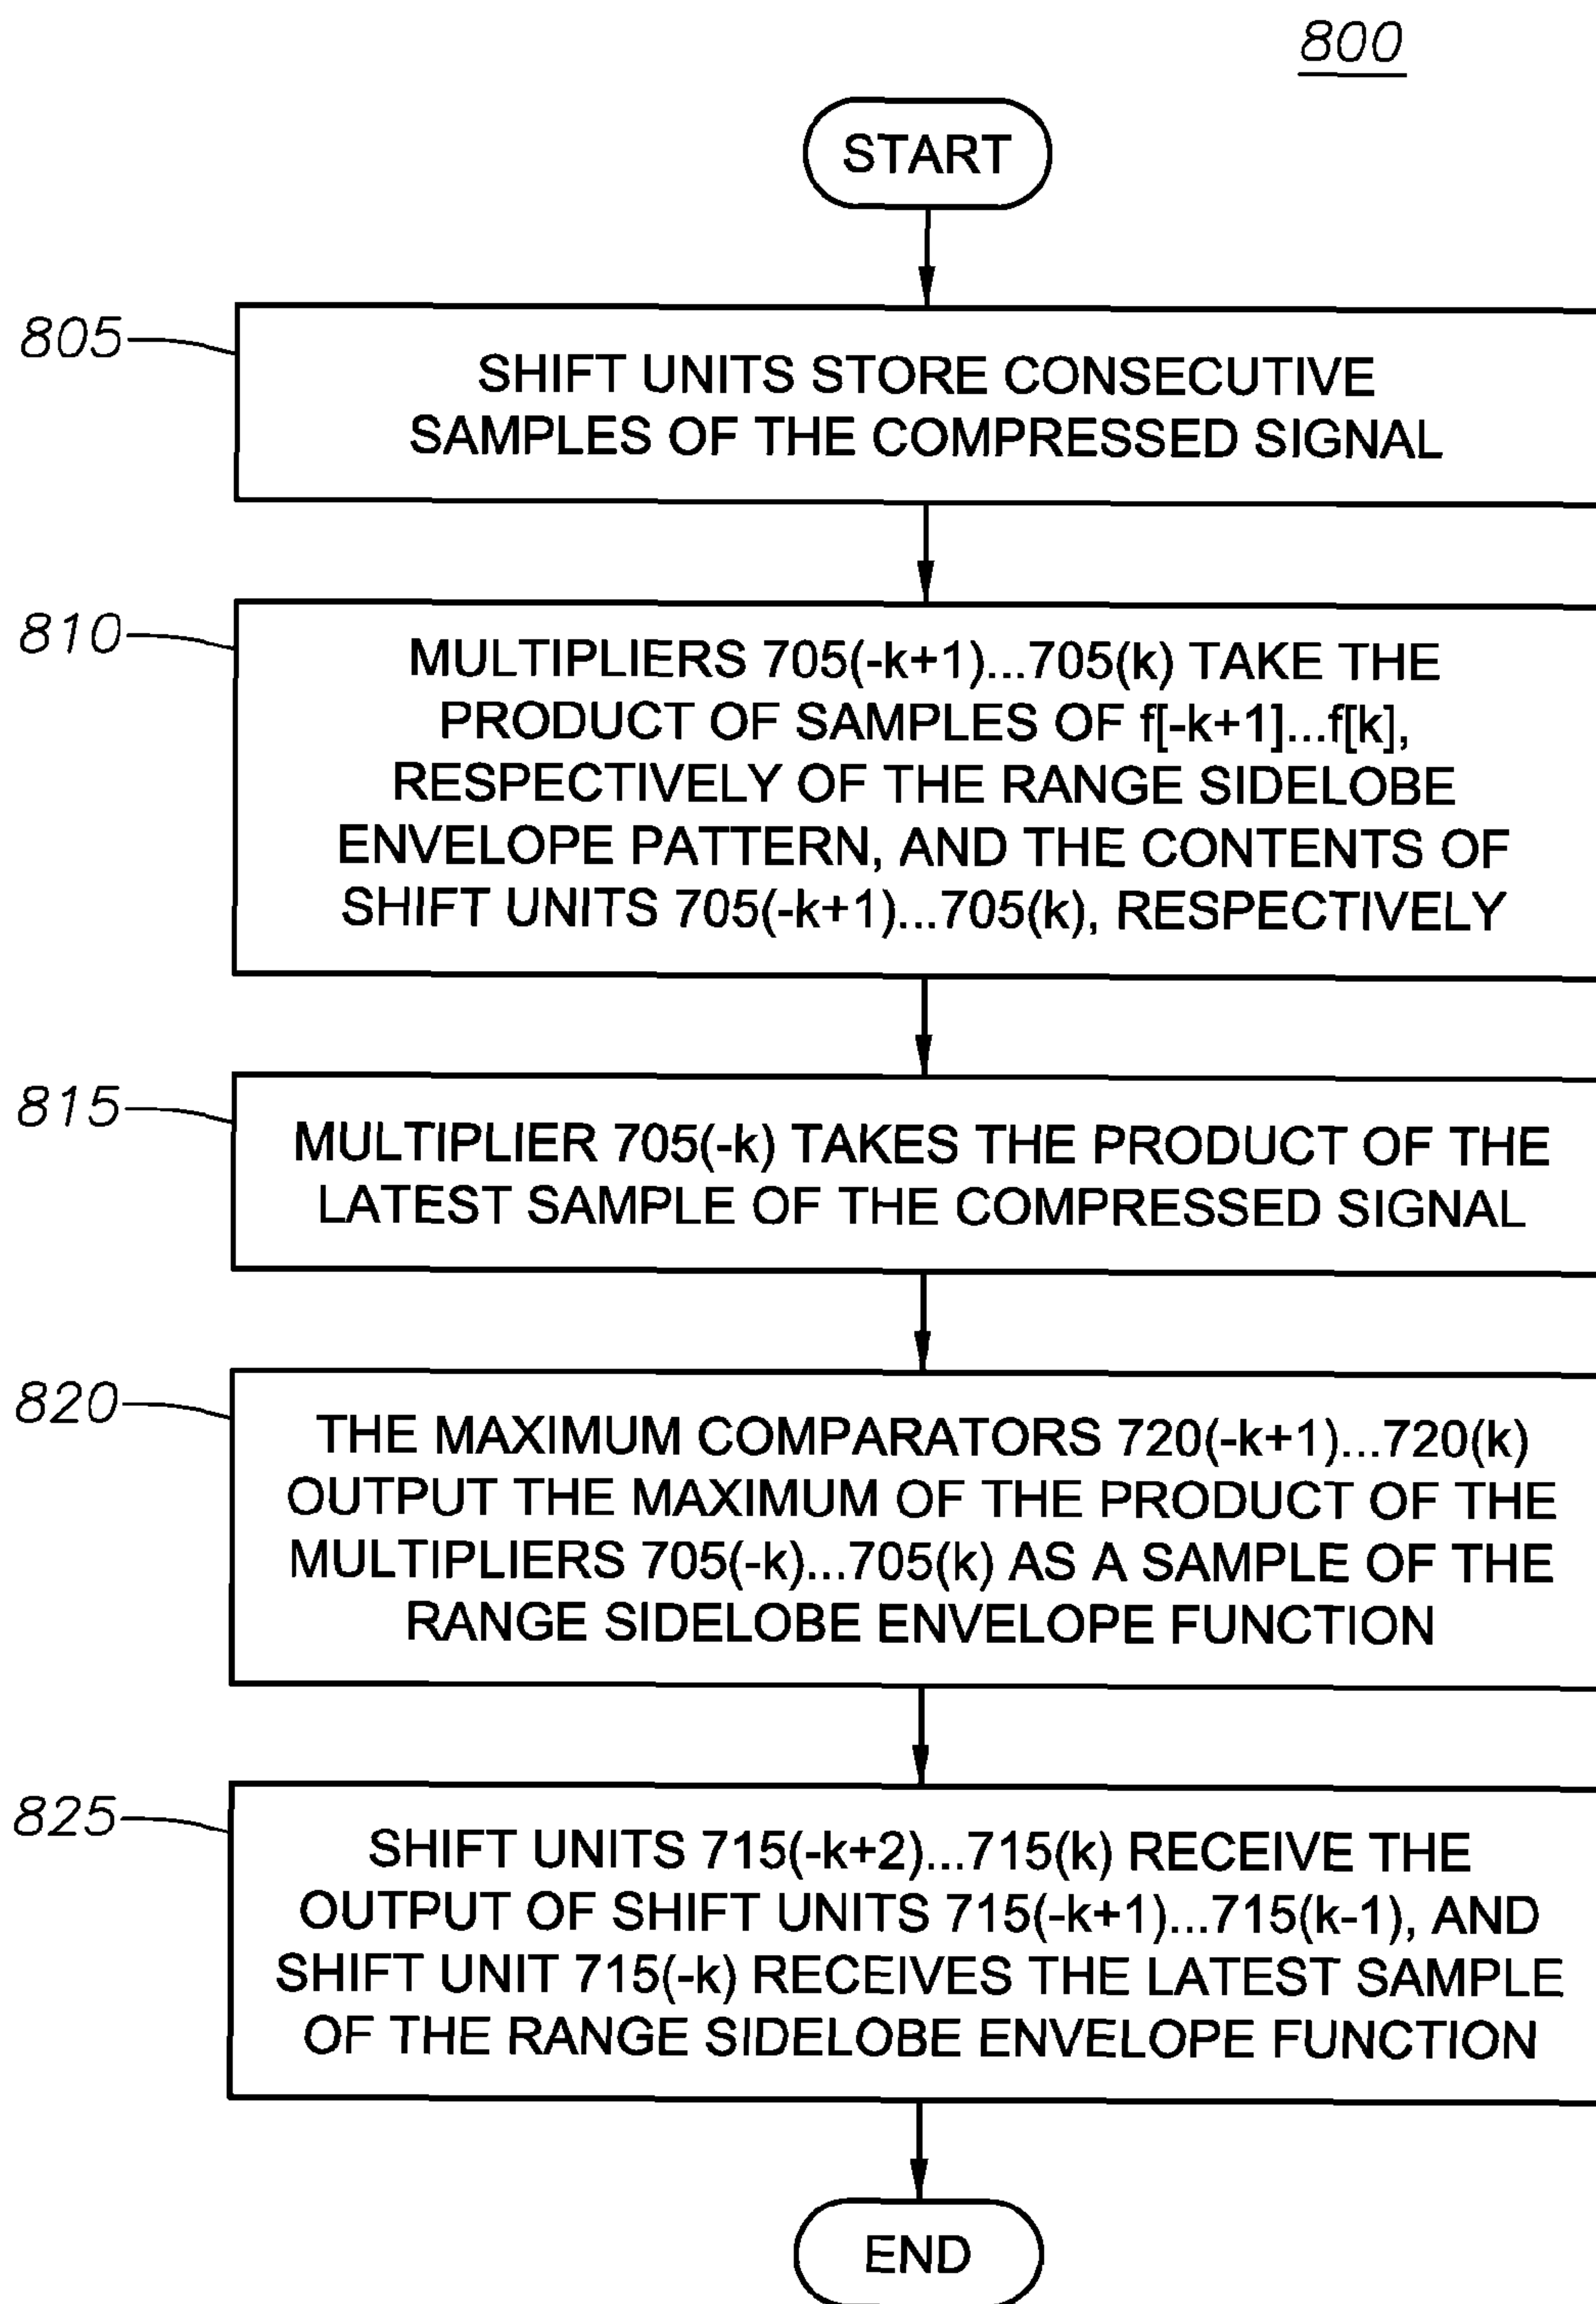 800
START
805
SHIFT UNITS STORE CONSECUTIVE
SAMPLES OF THE COMPRESSED SIGNAL
810
MULTIPLIERS 705(-k+1)...705(k) TAKE THE
PRODUCT OF SAMPLES OF f[-k+1]...f[k],
RESPECTIVELY OF THE RANGE SIDELOBE
ENVELOPE PATTERN, AND THE CONTENTS OF
SHIFT UNITS 705(-k+1)...705(k), RESPECTIVELY
815
MULTIPLIER 705(-k) TAKES THE PRODUCT OF THE
LATEST SAMPLE OF THE COMPRESSED SIGNAL
820
THE MAXIMUM COMPARATORS 720(-k+1)...720(k)
OUTPUT THE MAXIMUM OF THE PRODUCT OF THE
MULTIPLIERS 705(-k)...705(k) AS A SAMPLE OF THE
RANGE SIDELOBE ENVELOPE FUNCTION
825
SHIFT UNITS 715(-k+2)...715(k) RECEIVE THE
OUTPUT OF SHIFT UNITS 715(-k+1)...715(k-1), AND
SHIFT UNIT 715(-k) RECEIVES THE LATEST SAMPLE
OF THE RANGE SIDELOBE ENVELOPE FUNCTION
END